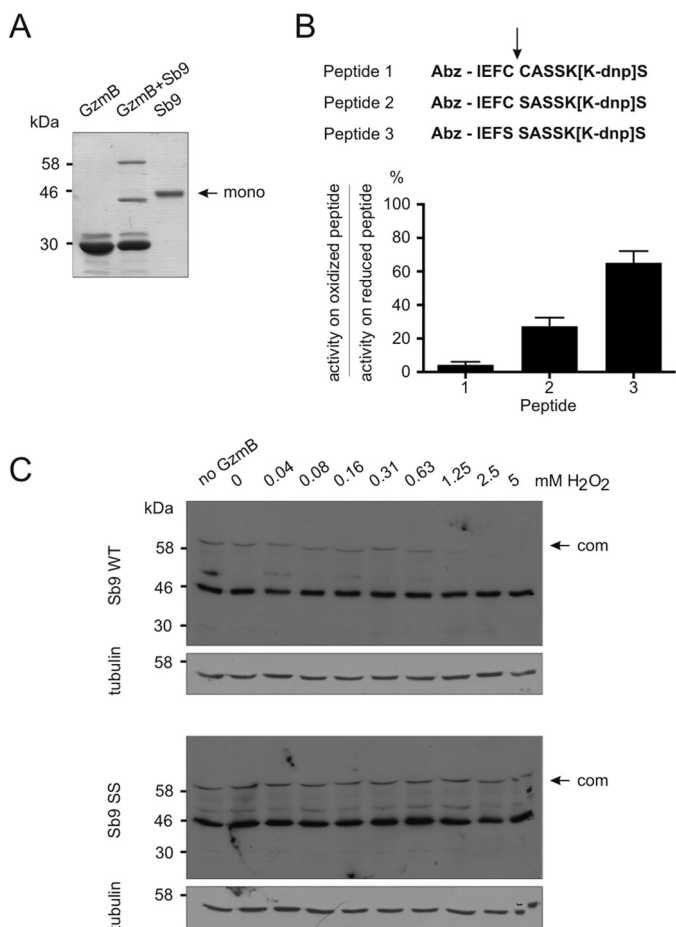 A
GzmB
GzmB+Sb9
Sb9
kDa
58
46
30
mono
B
Peptide 1 Abz - IEFC CASSK[K-dnp]S
Peptide 2 Abz - IEFC SASSK[K-dnp]S
Peptide 3 Abz - IEFS SASSK[K-dnp]S
%
activity on oxidized peptide
activity on reduced peptide
100
80
60
40
20
0
1 2 3
Peptide
C
no GzmB 0 0.04 0.08 0.16 0.31 0.63 1.25 2.5 5 mM H2O2
kDa
Sb9 WT
58
46
30
com
tubulin
58
Sb9 SS
58
46
30
com
tubulin
58